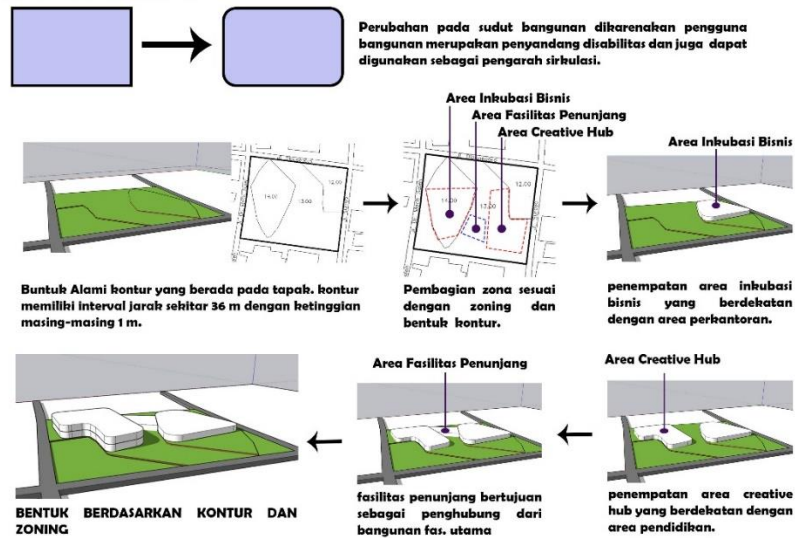 Perubahan pada sudut bangunan dikarenakan pengguna
bangunan merupakan penyandang disabilitas dan juga dapat
digunakan sebagai pengarah sirkulasi.
Area Inkubasi Bisnis
Area Fasilitas Penunjang
Area Creative Hub
Area Inkubasi Bisnis
14.00
13.00
12.00
14.00
13.00
12.00
Buntuk Alami kontur yang berada pada tapak. kontur
memiliki interval jarak sekitar 36 m dengan ketinggian
masing-masing 1 m.
Pembagian zona sesuai
dengan zoning dan
bentuk kontur.
penempatan area inkubasi
bisnis yang berdekatan
dengan area perkantoran.
Area Fasilitas Penunjang
Area Creative Hub
BENTUK BERDASARKAN KONTUR DAN
ZONING
fasilitas penunjang bertujuan
sebagai penghubung dari
bangunan fas. utama
penempatan area creative
hub yang berdekatan dengan
area pendidikan.